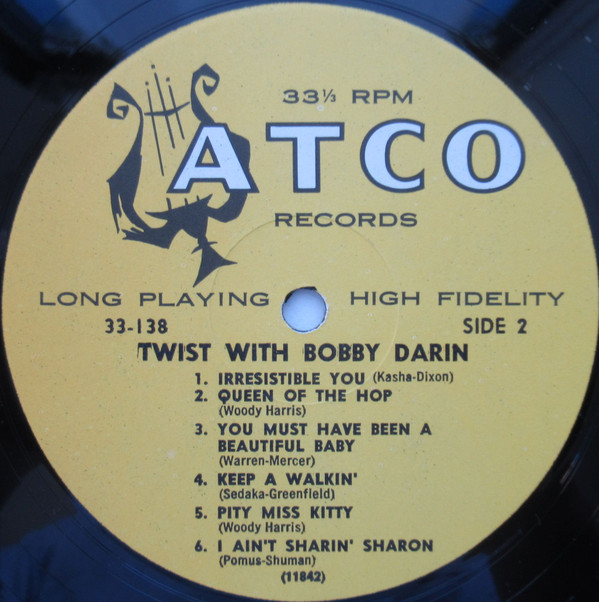 33⅓ RPM
ATCO
RECORDS
LONG PLAYING HIGH FIDELITY
33-138 SIDE 2
TWIST WITH BOBBY DARIN
1. IRRESISTIBLE YOU (Kasha-Dixon)
2. QUEEN OF THE HOP
(Woody Harris)
3. YOU MUST HAVE BEEN A
BEAUTIFUL BABY
(Warren-Mercer)
4. KEEP A WALKIN'
(Sedaka-Greenfield)
5. PITY MISS KITTY
(Woody Harris)
6. I AIN'T SHARIN' SHARON
(Pomus-Shuman)
(11842)